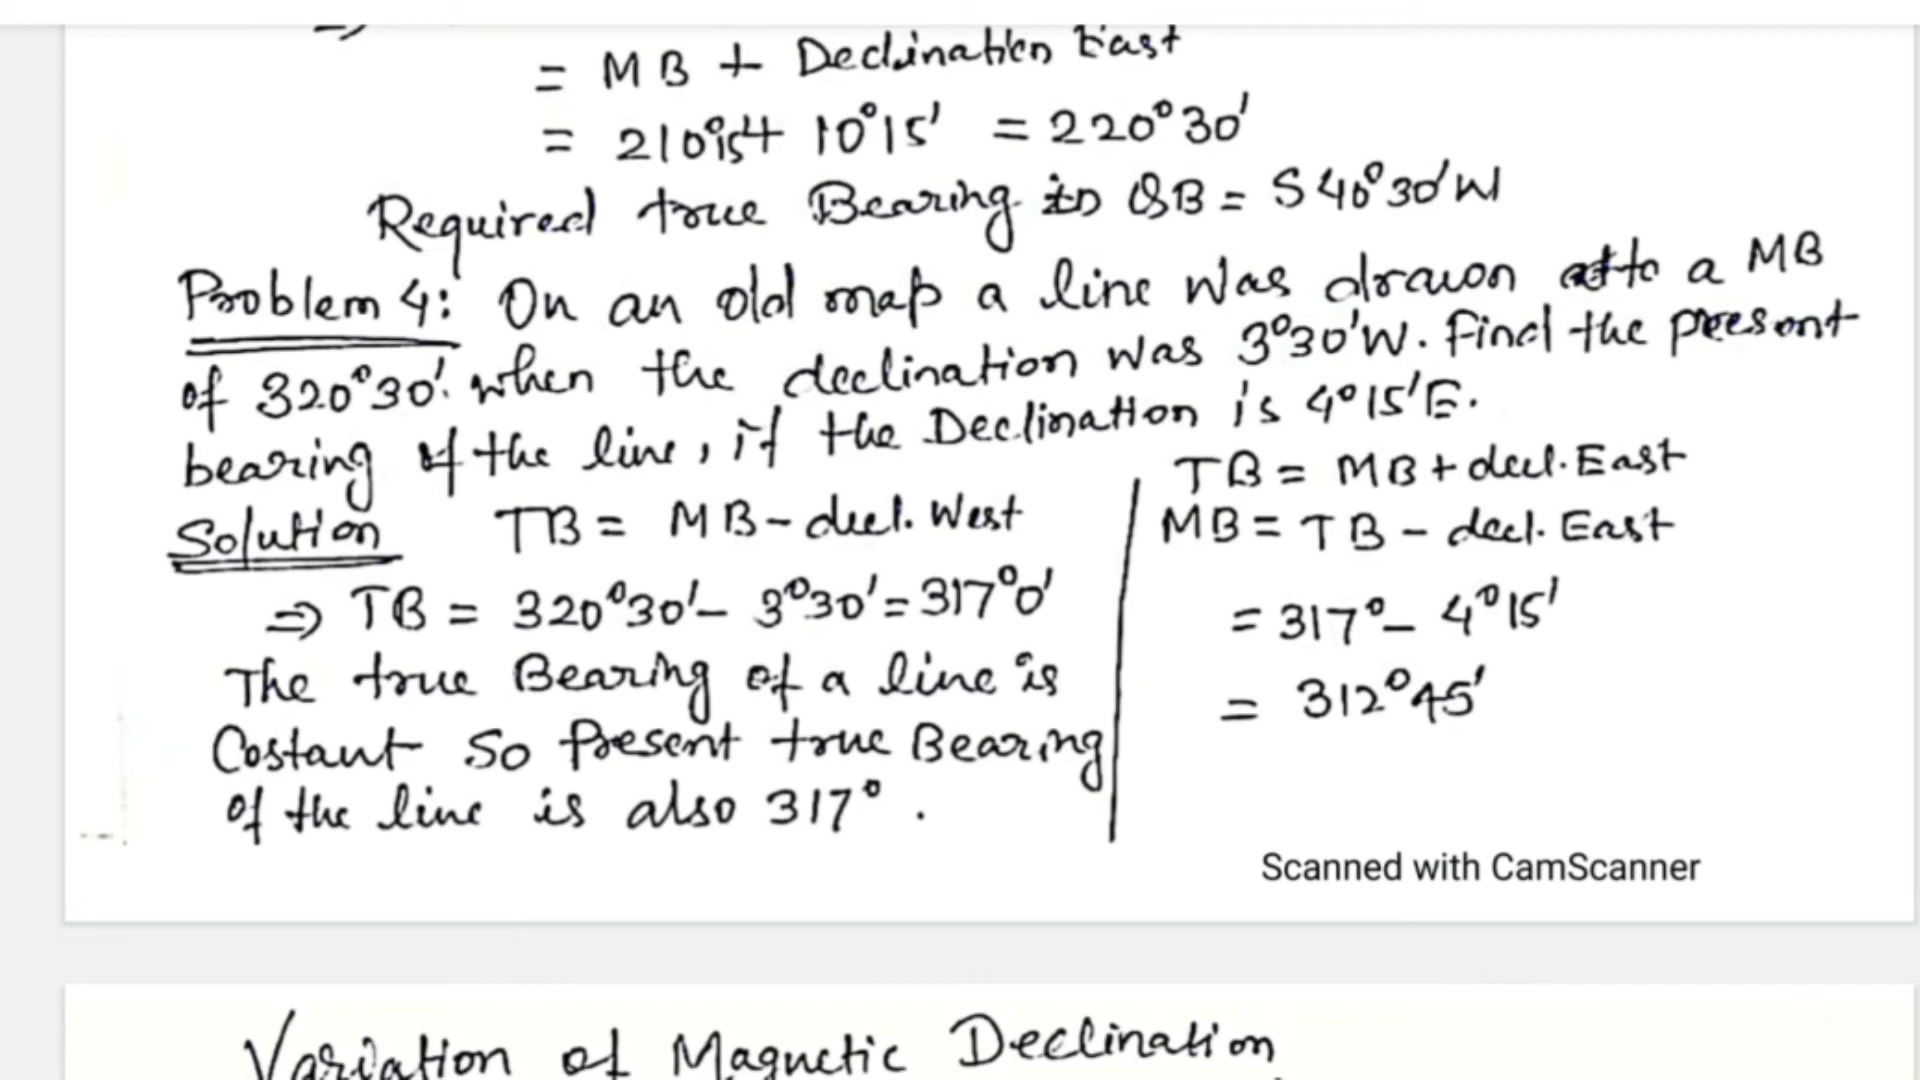 = MB + Declination East
= 210°15'+ 10°15' = 220°30'
Required true Bearing in QB = S 40°30'W
Problem 4: On an old map a line was drawon to a MB
of 320°30'. when the declination was 3°30'W. Find the present
bearing of the line, if the Declination is 4°15'E.
Solution TB = MB - decl. West
⇒ TB = 320°30' - 3°30' = 317°0'
The true Bearing of a line is
Costant so Present true Bearing
of the line is also 317°.
TB = MB + decl. East
MB = TB - decl. East
= 317° - 4°15'
= 312°45'
Scanned with CamScanner
Variation of Magnetic Declination